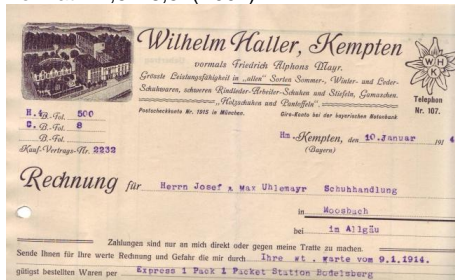 Wilhelm Haller, Kempten
vormals Friedrich Alphons Mayr.
Grösste Leistungsfähigkeit in „allen" Sorten Sommer-, Winter- und Leder-
Schuhwaren, schweren Rindleder-Arbeiter-Schuhen und Stiefeln, Gamaschen.
„Holzschuhen und Pantoffeln".
Postscheckkonto Nr. 1915 in München. Giro-Konto bei der bayerischen Notenbank
W H K
Telephon
Nr. 107.
H. 4 B.-Fol. 500
B.-Fol. 8
B.-Fol.
Kauf-Vertrags-Nr. 2232
Hm. Kempten, den 10. Januar 191
(Bayern)
Rechnung für Herrn Josef & Max Uhlemayr Schuhhandlung
in Moosbach
bei im Allgäu
Zahlungen sind nur an mich direkt oder gegen meine Tratte zu machen.
Sende Ihnen für Ihre werte Rechnung und Gefahr die mir durch Ihre wt. Karte vom 9.1.1914.
gütigst bestellten Waren per Express 1 Pack 1 Packet Station Bodelsberg